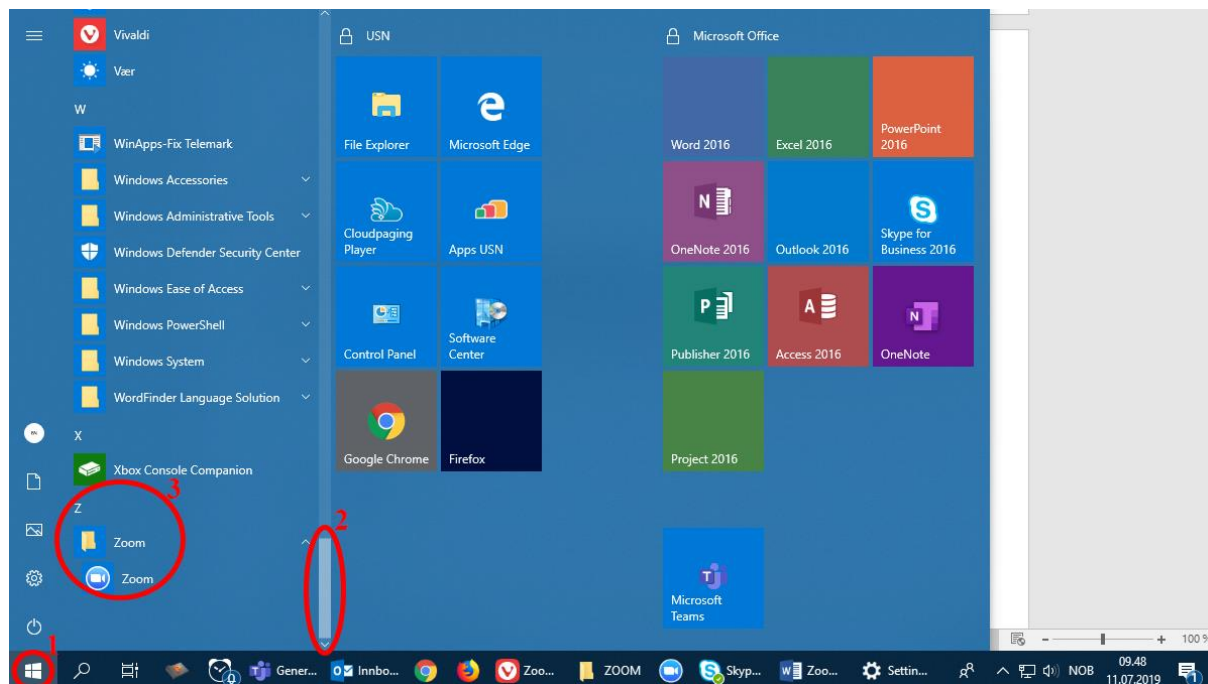 Vivaldi
Vær
W
WinApps-Fix Telemark
Windows Accessories
Windows Administrative Tools
Windows Defender Security Center
Windows Ease of Access
Windows PowerShell
Windows System
WordFinder Language Solution
X
Xbox Console Companion
3
Z
Zoom
Zoom
2
1
USN
File Explorer
Microsoft Edge
Cloudpaging
Player
Apps USN
Control Panel
Software
Center
Google Chrome
Firefox
Microsoft Office
Word 2016
Excel 2016
PowerPoint
2016
N
OneNote 2016
Outlook 2016
S
Skype for
Business 2016
P
Publisher 2016
A
Access 2016
N
OneNote
Project 2016
T
Microsoft
Teams
- + 100 %
Gener...
Innbo...
Zoo...
ZOOM
Skyp...
Zoo...
Settin...
NOB
09.48
11.07.2019